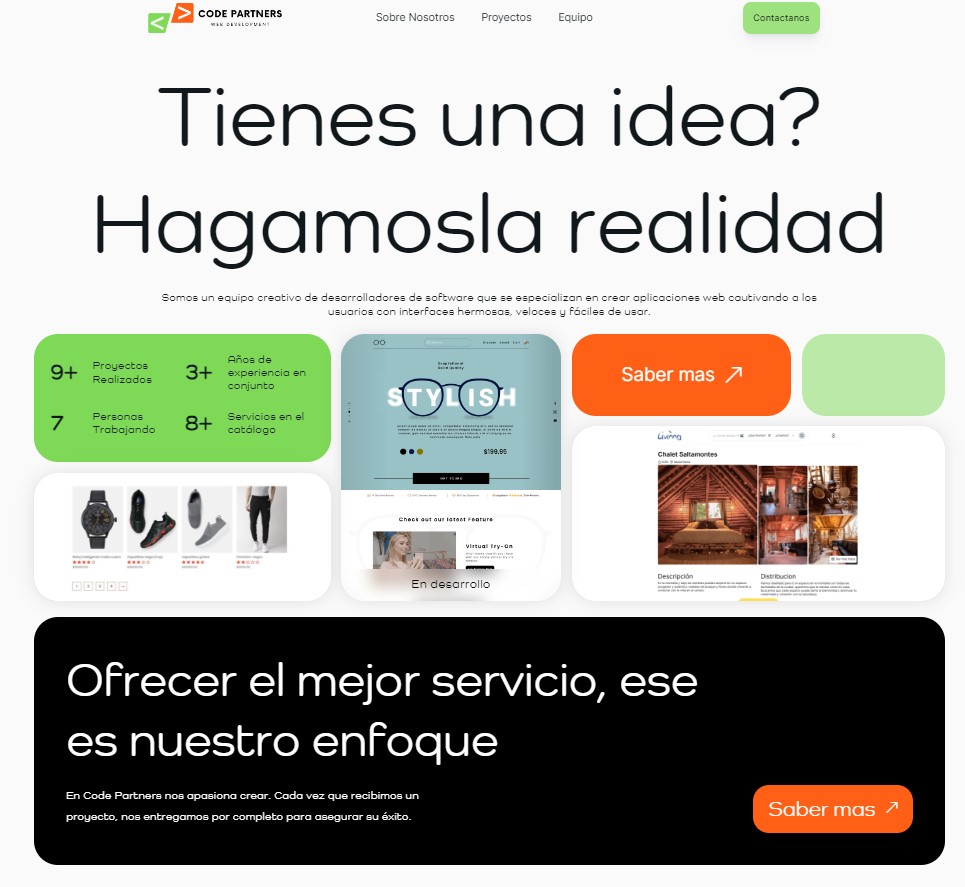 CODE PARTNERS
WEB DEVELOPMENT
Sobre Nosotros
Proyectos
Equipo
Contactanos
Tienes una idea?
Hagamosla realidad
Somos un equipo creativo de desarrolladores de software que se especializan en crear aplicaciones web cautivando a los
usuarios con interfaces hermosas, veloces y fáciles de usar.
9+
Proyectos
Realizados
3+
Años de
experiencia en
conjunto
7
Personas
Trabajando
8+
Servicios en el
catálogo
STYLISH
$199.95
Check out our latest Feature
Virtual Try-On
En desarrollo
Saber mas
Living
Chalet Saltamontes
Descripción
Distribucion
Ofrecer el mejor servicio, ese
es nuestro enfoque
En Code Partners nos apasiona crear. Cada vez que recibimos un
proyecto, nos entregamos por completo para asegurar su éxito.
Saber mas